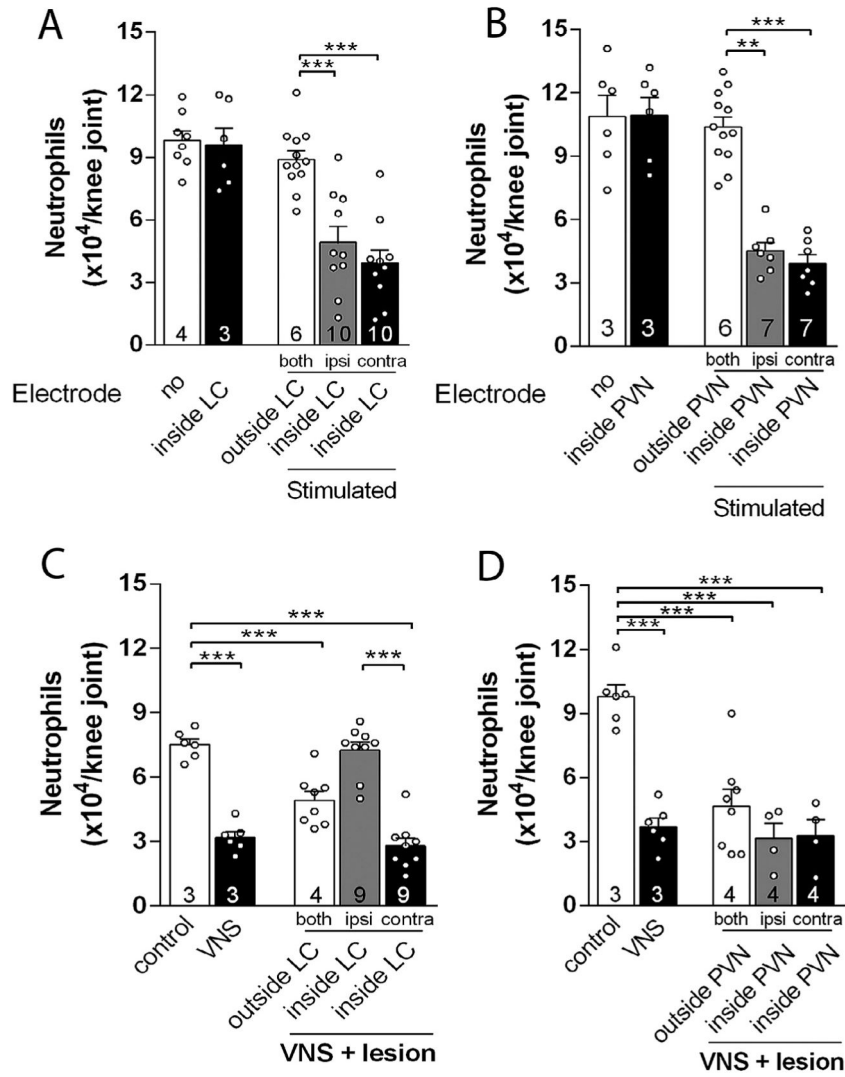 A
Neutrophils
(x10⁴/knee joint)
15
12
9
6
3
0
***
***
4
3
6
10
10
both ipsi contra
Electrode
no
inside LC
outside LC
inside LC
inside LC
Stimulated
B
Neutrophils
(x10⁴/knee joint)
15
12
9
6
3
0
***
**
3
3
6
7
7
both ipsi contra
Electrode
no
inside PVN
outside PVN
inside PVN
inside PVN
Stimulated
C
Neutrophils
(x10⁴/knee joint)
15
12
9
6
3
0
***
***
***
***
3
3
4
9
9
both ipsi contra
control
VNS
outside LC
inside LC
inside LC
VNS + lesion
D
Neutrophils
(x10⁴/knee joint)
15
12
9
6
3
0
***
***
***
***
3
3
4
4
4
both ipsi contra
control
VNS
outside PVN
inside PVN
inside PVN
VNS + lesion